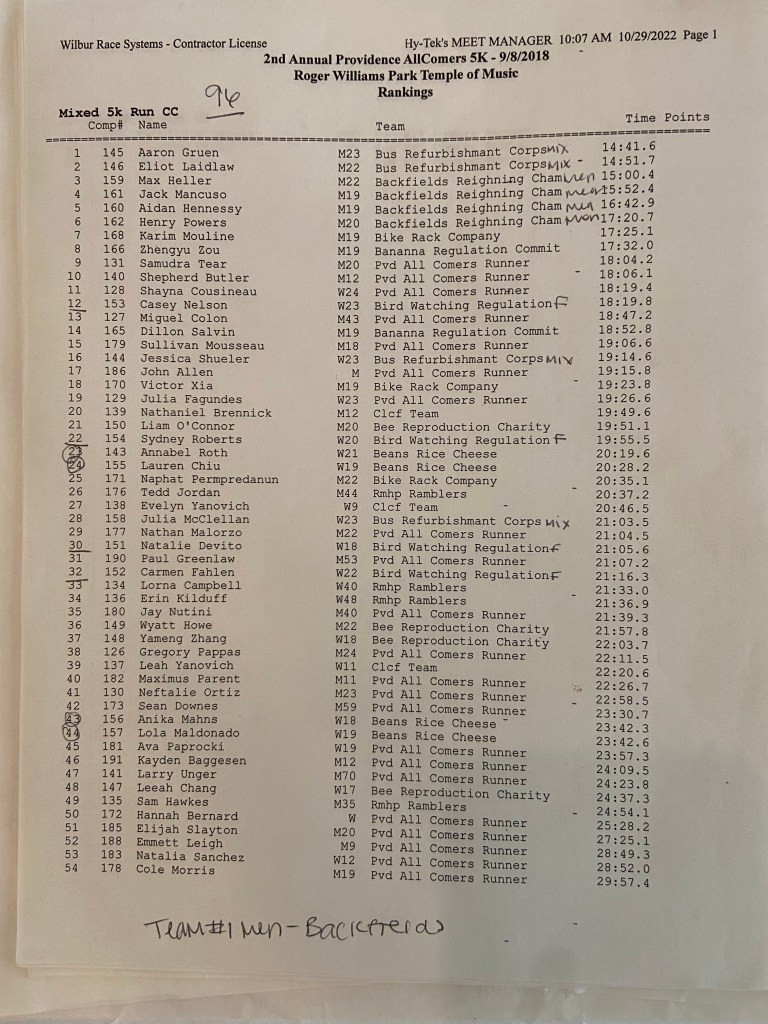 Wilbur Race Systems - Contractor License Hy-Tek's MEET MANAGER 10:07 AM 10/29/2022 Page 1
2nd Annual Providence AllComers 5K - 9/8/2018
Roger Williams Park Temple of Music
Rankings
96
Mixed 5k Run CC
Comp# Name Team Time Points
1 145 Aaron Gruen M23 Bus Refurbishmant Corps MIX 14:41.6
2 146 Eliot Laidlaw M22 Bus Refurbishmant Corps MIX - 14:51.7
3 159 Max Heller M22 Backfields Reighning Cham men 15:00.4
4 161 Jack Mancuso M19 Backfields Reighning Cham men 15:52.4
5 160 Aidan Hennessy M19 Backfields Reighning Cham men 16:42.9
6 162 Henry Powers M20 Backfields Reighning Cham men 17:20.7
7 168 Karim Mouline M19 Bike Rack Company 17:25.1
8 166 Zhengyu Zou M19 Bananna Regulation Commit 17:32.0
9 131 Samudra Tear M20 Pvd All Comers Runner 18:04.2
10 140 Shepherd Butler M12 Pvd All Comers Runner 18:06.1
11 128 Shayna Cousineau W24 Pvd All Comers Runner 18:19.4
12 153 Casey Nelson W23 Bird Watching Regulation F 18:19.8
13 127 Miguel Colon M43 Pvd All Comers Runner 18:47.2
14 165 Dillon Salvin M19 Bananna Regulation Commit 18:52.8
15 179 Sullivan Mousseau M18 Pvd All Comers Runner 19:06.6
16 144 Jessica Shueler W23 Bus Refurbishmant Corps MIX 19:14.6
17 186 John Allen M Pvd All Comers Runner 19:15.8
18 170 Victor Xia M19 Bike Rack Company 19:23.8
19 129 Julia Fagundes W23 Pvd All Comers Runner 19:26.6
20 139 Nathaniel Brennick M12 Clcf Team 19:49.6
21 150 Liam O'Connor M20 Bee Reproduction Charity 19:51.1
22 154 Sydney Roberts W20 Bird Watching Regulation F 19:55.5
23 143 Annabel Roth W21 Beans Rice Cheese 20:19.6
24 155 Lauren Chiu W19 Beans Rice Cheese 20:28.2
25 171 Naphat Permpredanun M22 Bike Rack Company 20:35.1
26 176 Tedd Jordan M44 Rmhp Ramblers 20:37.2
27 138 Evelyn Yanovich W9 Clcf Team 20:46.5
28 158 Julia McClellan W23 Bus Refurbishmant Corps MIX 21:03.5
29 177 Nathan Malorzo M22 Pvd All Comers Runner 21:04.5
30 151 Natalie Devito W18 Bird Watching Regulation F 21:05.6
31 190 Paul Greenlaw M53 Pvd All Comers Runner 21:07.2
32 152 Carmen Fahlen W22 Bird Watching Regulation F 21:16.3
33 134 Lorna Campbell W40 Rmhp Ramblers 21:33.0
34 136 Erin Kilduff W48 Rmhp Ramblers 21:36.9
35 180 Jay Nutini M40 Pvd All Comers Runner 21:39.3
36 149 Wyatt Howe M22 Bee Reproduction Charity 21:57.8
37 148 Yameng Zhang W18 Bee Reproduction Charity 22:03.7
38 126 Gregory Pappas M24 Pvd All Comers Runner 22:11.5
39 137 Leah Yanovich W11 Clcf Team 22:20.6
40 182 Maximus Parent M11 Pvd All Comers Runner 22:26.7
41 130 Neftalie Ortiz M23 Pvd All Comers Runner 22:58.5
42 173 Sean Downes M59 Pvd All Comers Runner 23:30.7
43 156 Anika Mahns W18 Beans Rice Cheese 23:42.3
44 157 Lola Maldonado W19 Beans Rice Cheese 23:42.6
45 181 Ava Paprocki W19 Pvd All Comers Runner 23:57.3
46 191 Kayden Baggesen M12 Pvd All Comers Runner 24:09.5
47 141 Larry Unger M70 Pvd All Comers Runner 24:23.8
48 147 Leeah Chang W17 Bee Reproduction Charity 24:37.3
49 135 Sam Hawkes M35 Rmhp Ramblers 24:54.1
50 172 Hannah Bernard W Pvd All Comers Runner 25:28.2
51 185 Elijah Slayton M20 Pvd All Comers Runner 27:25.1
52 188 Emmett Leigh M9 Pvd All Comers Runner 28:49.3
53 183 Natalia Sanchez W12 Pvd All Comers Runner 28:52.0
54 178 Cole Morris M19 Pvd All Comers Runner 29:57.4
Team #1 Men - Backfields